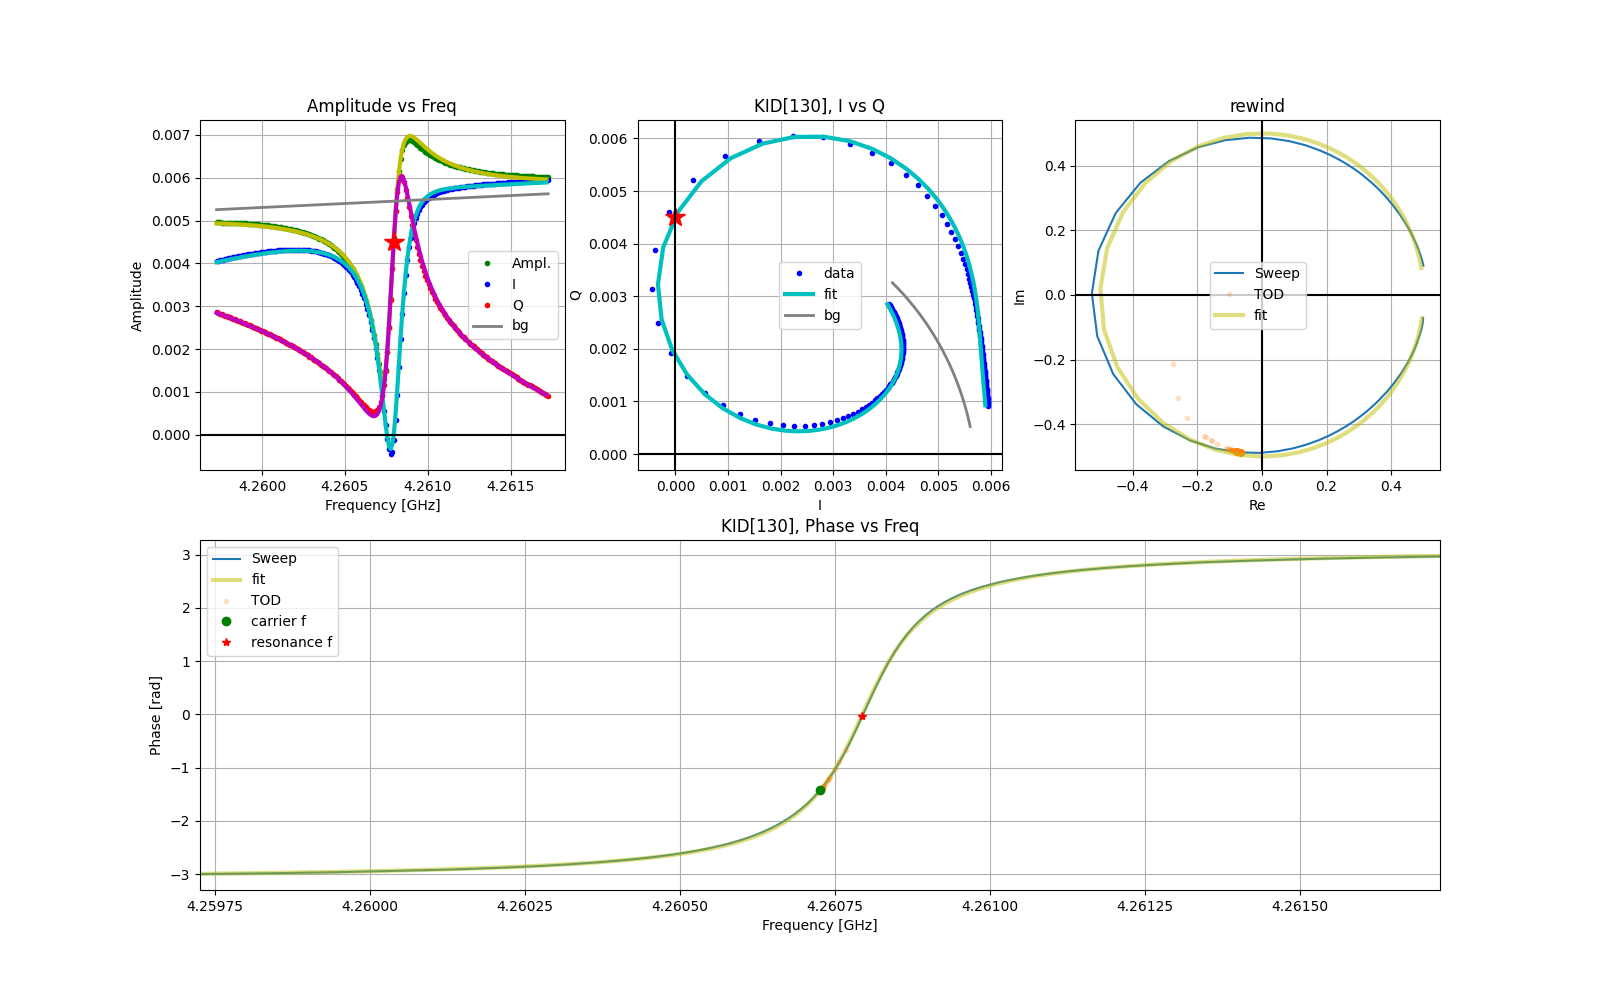 Amplitude vs Freq
0.007
0.006
0.005
0.004
0.003
0.002
0.001
0.000
Amplitude
Ampl.
I
Q
bg
4.2600
4.2605
4.2610
4.2615
Frequency [GHz]
KID[130], I vs Q
0.006
0.005
0.004
0.003
0.002
0.001
0.000
Q
data
fit
bg
0.000
0.001
0.002
0.003
0.004
0.005
0.006
I
rewind
0.4
0.2
0.0
−0.2
−0.4
Im
Sweep
TOD
fit
−0.4
−0.2
0.0
0.2
0.4
Re
KID[130], Phase vs Freq
3
2
1
0
−1
−2
−3
Phase [rad]
Sweep
fit
TOD
carrier f
resonance f
4.25975
4.26000
4.26025
4.26050
4.26075
4.26100
4.26125
4.26150
Frequency [GHz]